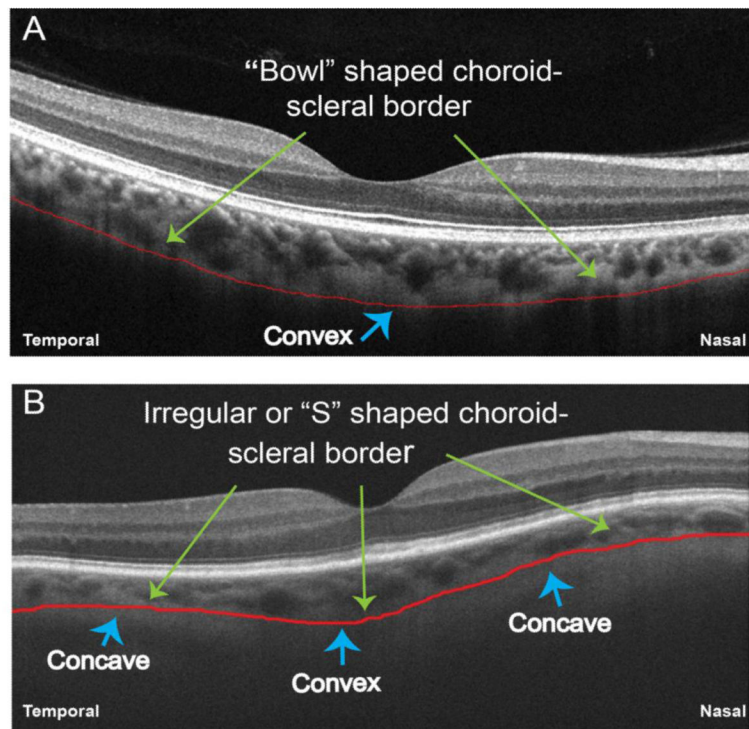 A
“Bowl” shaped choroid-
scleral border
Convex
Temporal
Nasal
B
Irregular or “S” shaped choroid-
scleral border
Concave
Convex
Concave
Temporal
Nasal